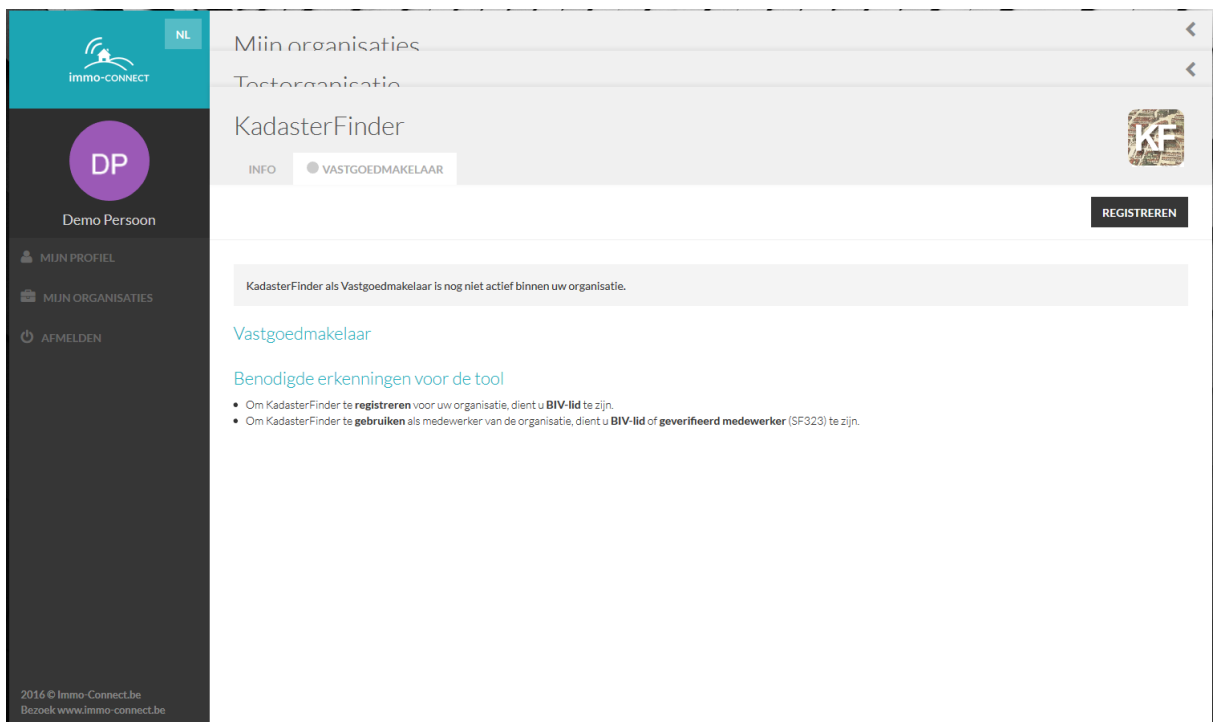 NL
immo-CONNECT
DP
Demo Persoon
MIJN PROFIEL
MIJN ORGANISATIES
AFMELDEN
2016 © Immo-Connect.be
Bezoek www.immo-connect.be
Mijn organisaties
Testorganisatie
KadasterFinder
KF
INFO VASTGOEDMAKELAAR
REGISTREREN
KadasterFinder als Vastgoedmakelaar is nog niet actief binnen uw organisatie.
Vastgoedmakelaar
Benodigde erkenningen voor de tool
• Om KadasterFinder te registreren voor uw organisatie, dient u BIV-lid te zijn.
• Om KadasterFinder te gebruiken als medewerker van de organisatie, dient u BIV-lid of geverifieerd medewerker (SF323) te zijn.